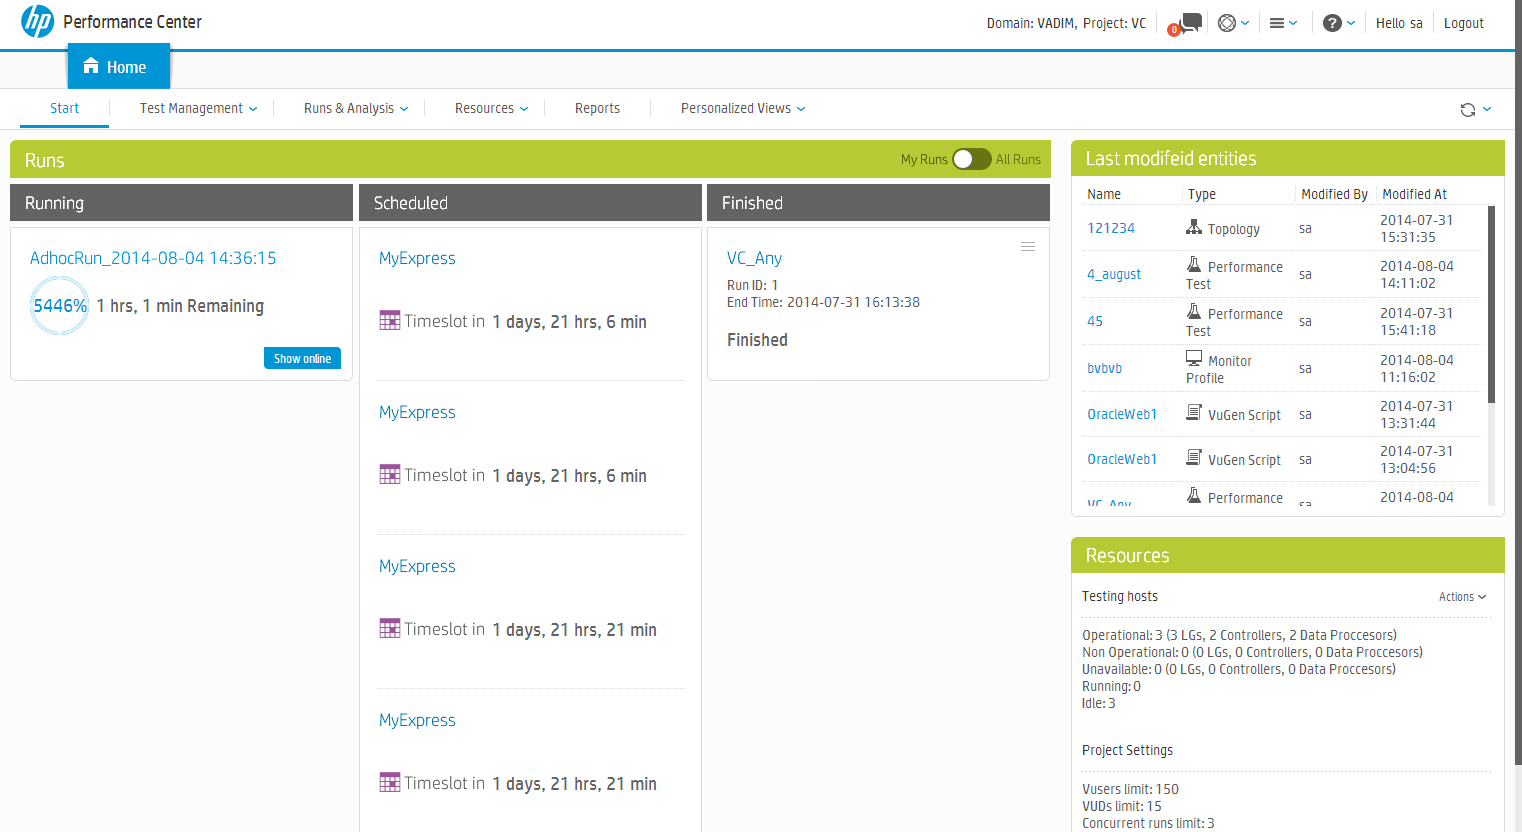 hp Performance Center
Domain: VADIM, Project: VC 0 ? Hello sa Logout
Home
Start Test Management Runs & Analysis Resources Reports Personalized Views
Runs
My Runs All Runs
Running
AdhocRun_2014-08-04 14:36:15
5446% 1 hrs, 1 min Remaining
Show online
Scheduled
MyExpress
Timeslot in 1 days, 21 hrs, 6 min
MyExpress
Timeslot in 1 days, 21 hrs, 6 min
MyExpress
Timeslot in 1 days, 21 hrs, 21 min
MyExpress
Timeslot in 1 days, 21 hrs, 21 min
Finished
VC_Any
Run ID: 1
End Time: 2014-07-31 16:13:38
Finished
Last modifeid entities
Name Type Modified By Modified At
121234 Topology sa 2014-07-31
15:31:35
4_august Performance
Test sa 2014-08-04
14:11:02
45 Performance
Test sa 2014-07-31
15:41:18
bvbvb Monitor
Profile sa 2014-08-04
11:16:02
OracleWeb1 VuGen Script sa 2014-07-31
13:31:44
OracleWeb1 VuGen Script sa 2014-07-31
13:04:56
VC_Any Performance sa 2014-08-04
Resources
Testing hosts Actions
Operational: 3 (3 LGs, 2 Controllers, 2 Data Proccesors)
Non Operational: 0 (0 LGs, 0 Controllers, 0 Data Proccesors)
Unavailable: 0 (0 LGs, 0 Controllers, 0 Data Proccesors)
Running: 0
Idle: 3
Project Settings
Vusers limit: 150
VUDs limit: 15
Concurrent runs limit: 3